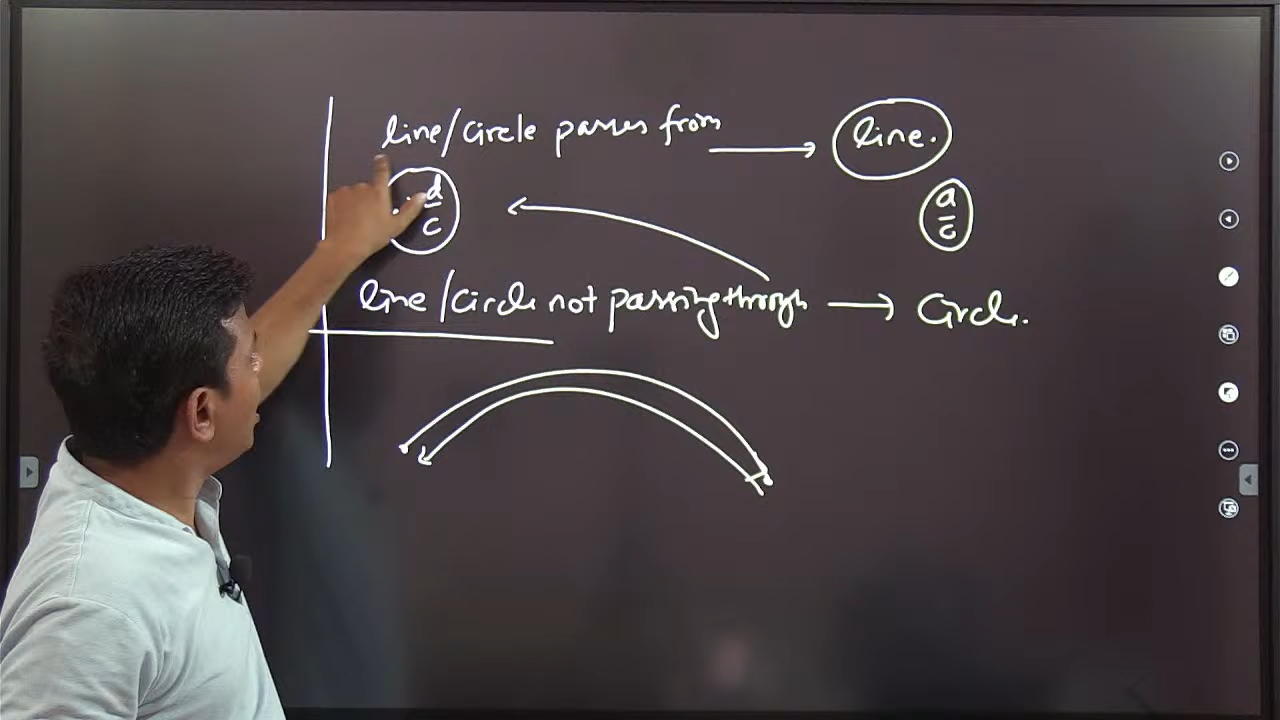 line/circle passes from → line.
d/c a/c
line/circle not passing through → Circle.